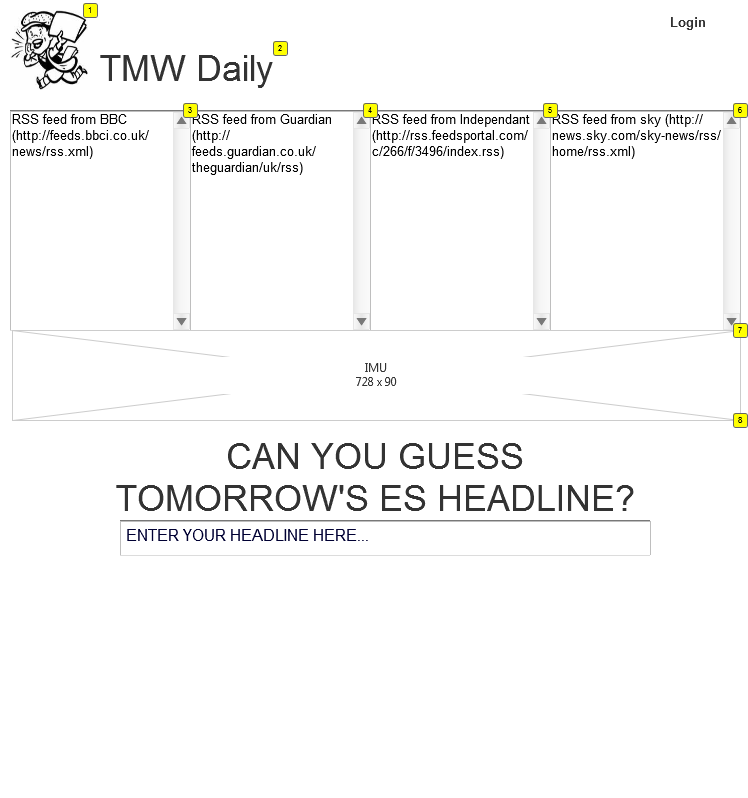 1
Login
2
TMW Daily
3
4
5
6
RSS feed from BBC
(http://feeds.bbci.co.uk/
news/rss.xml)
RSS feed from Guardian
(http://
feeds.guardian.co.uk/
theguardian/uk/rss)
RSS feed from Independant
(http://rss.feedsportal.com/
c/266/f/3496/index.rss)
RSS feed from sky (http://
news.sky.com/sky-news/rss/
home/rss.xml)
7
IMU
728 x 90
8
CAN YOU GUESS
TOMORROW'S ES HEADLINE?
ENTER YOUR HEADLINE HERE...